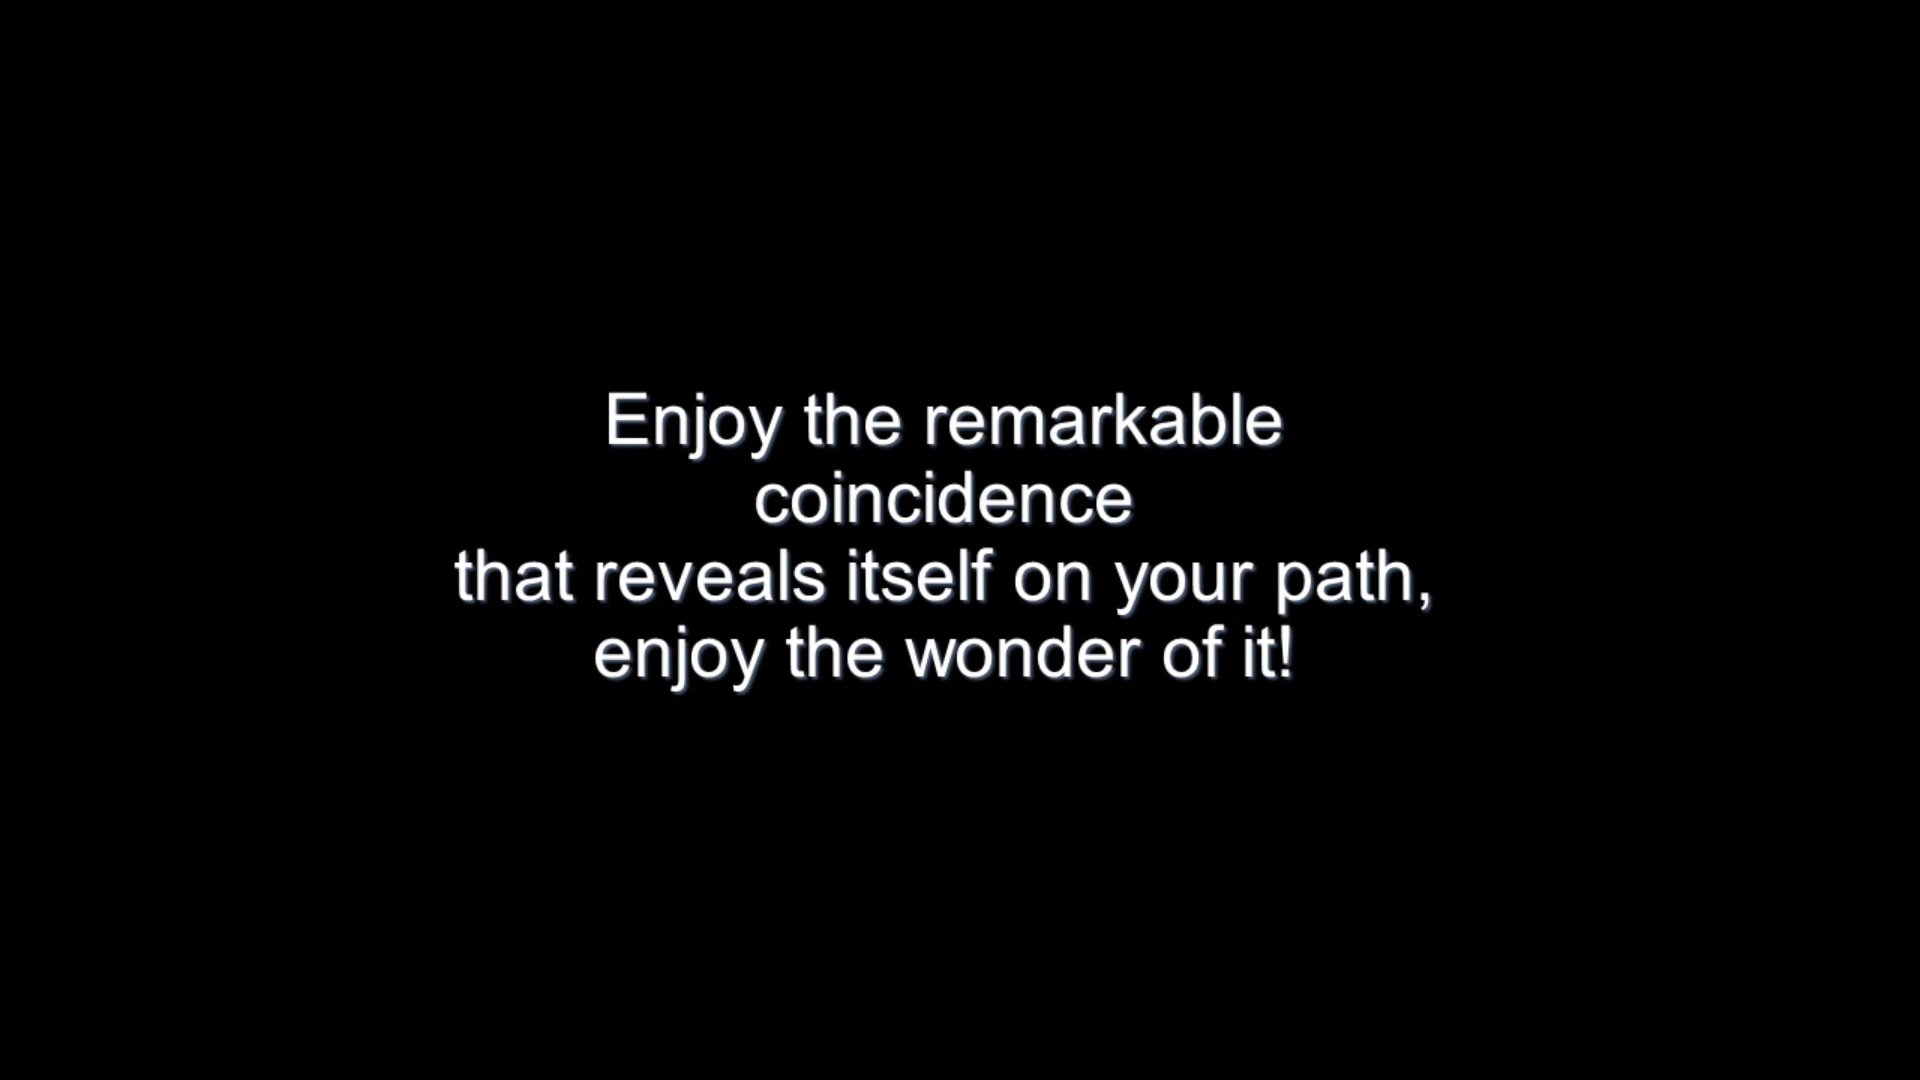 Enjoy the remarkable
coincidence
that reveals itself on your path,
enjoy the wonder of it!